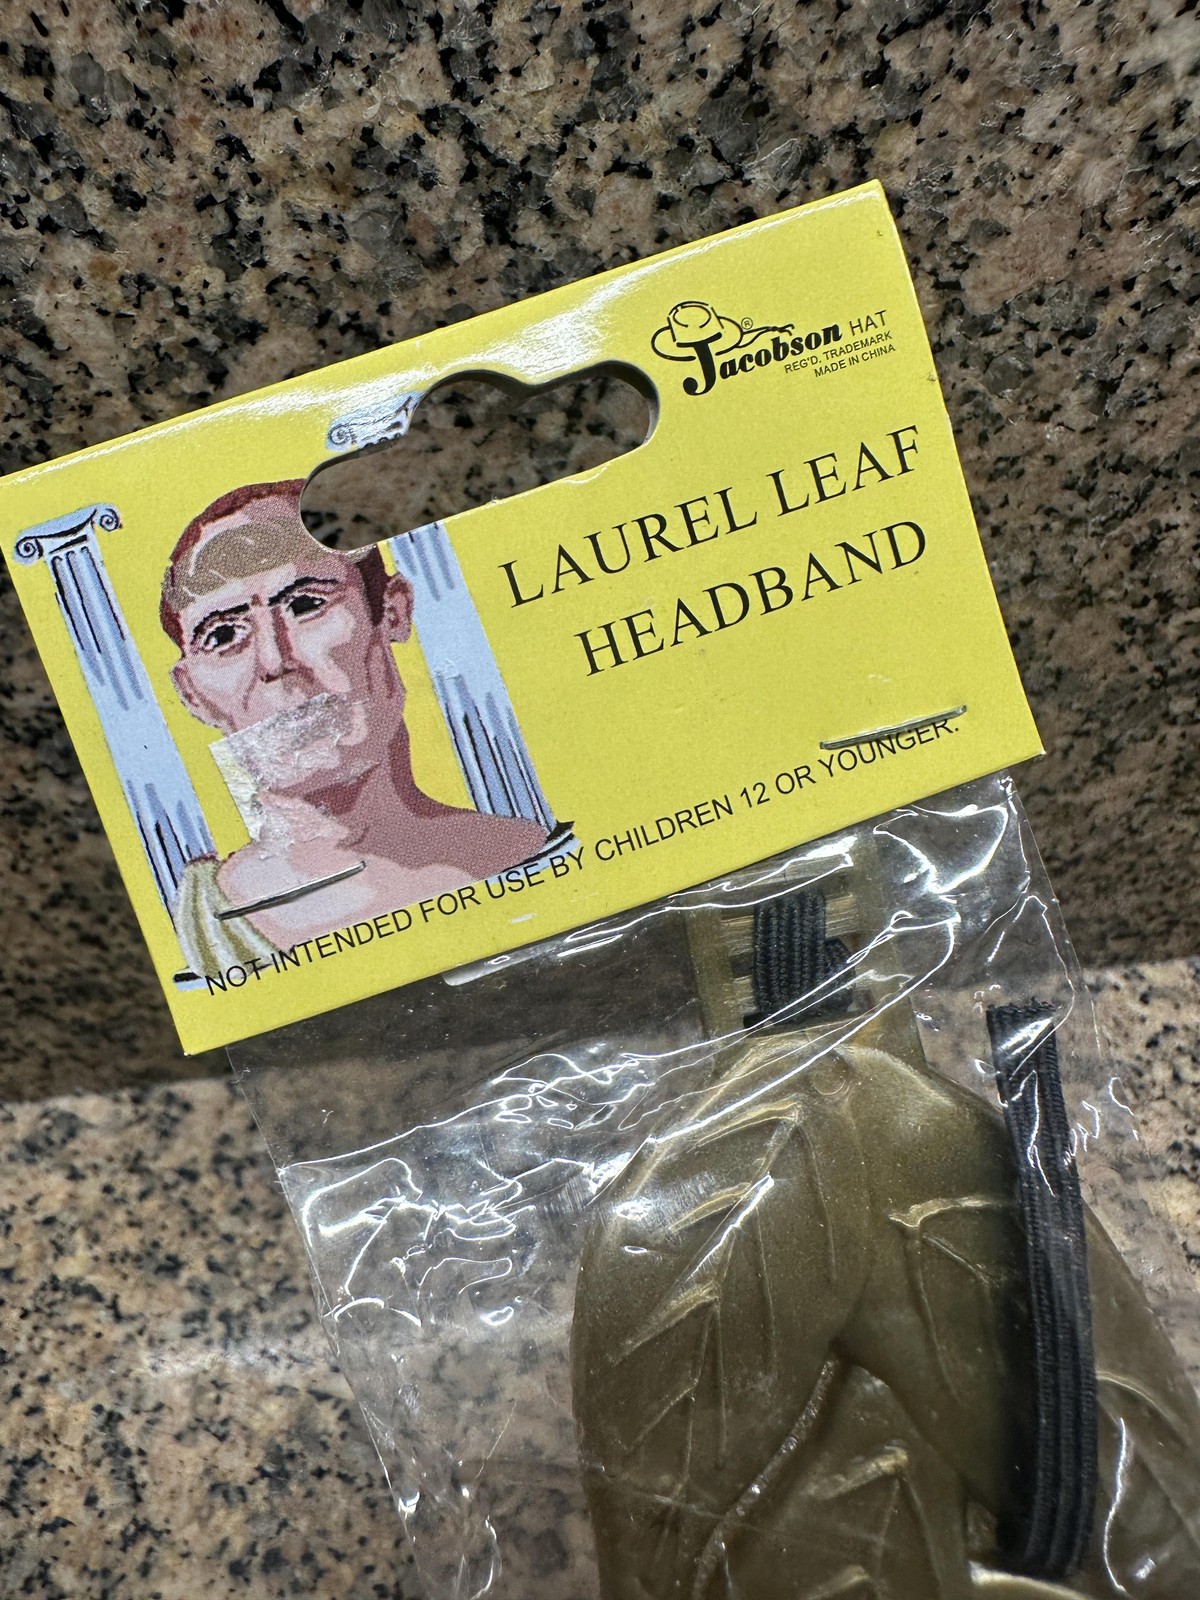 Jacobson® HAT
REG'D. TRADEMARK
MADE IN CHINA
LAUREL LEAF
HEADBAND
NOT INTENDED FOR USE BY CHILDREN 12 OR YOUNGER.